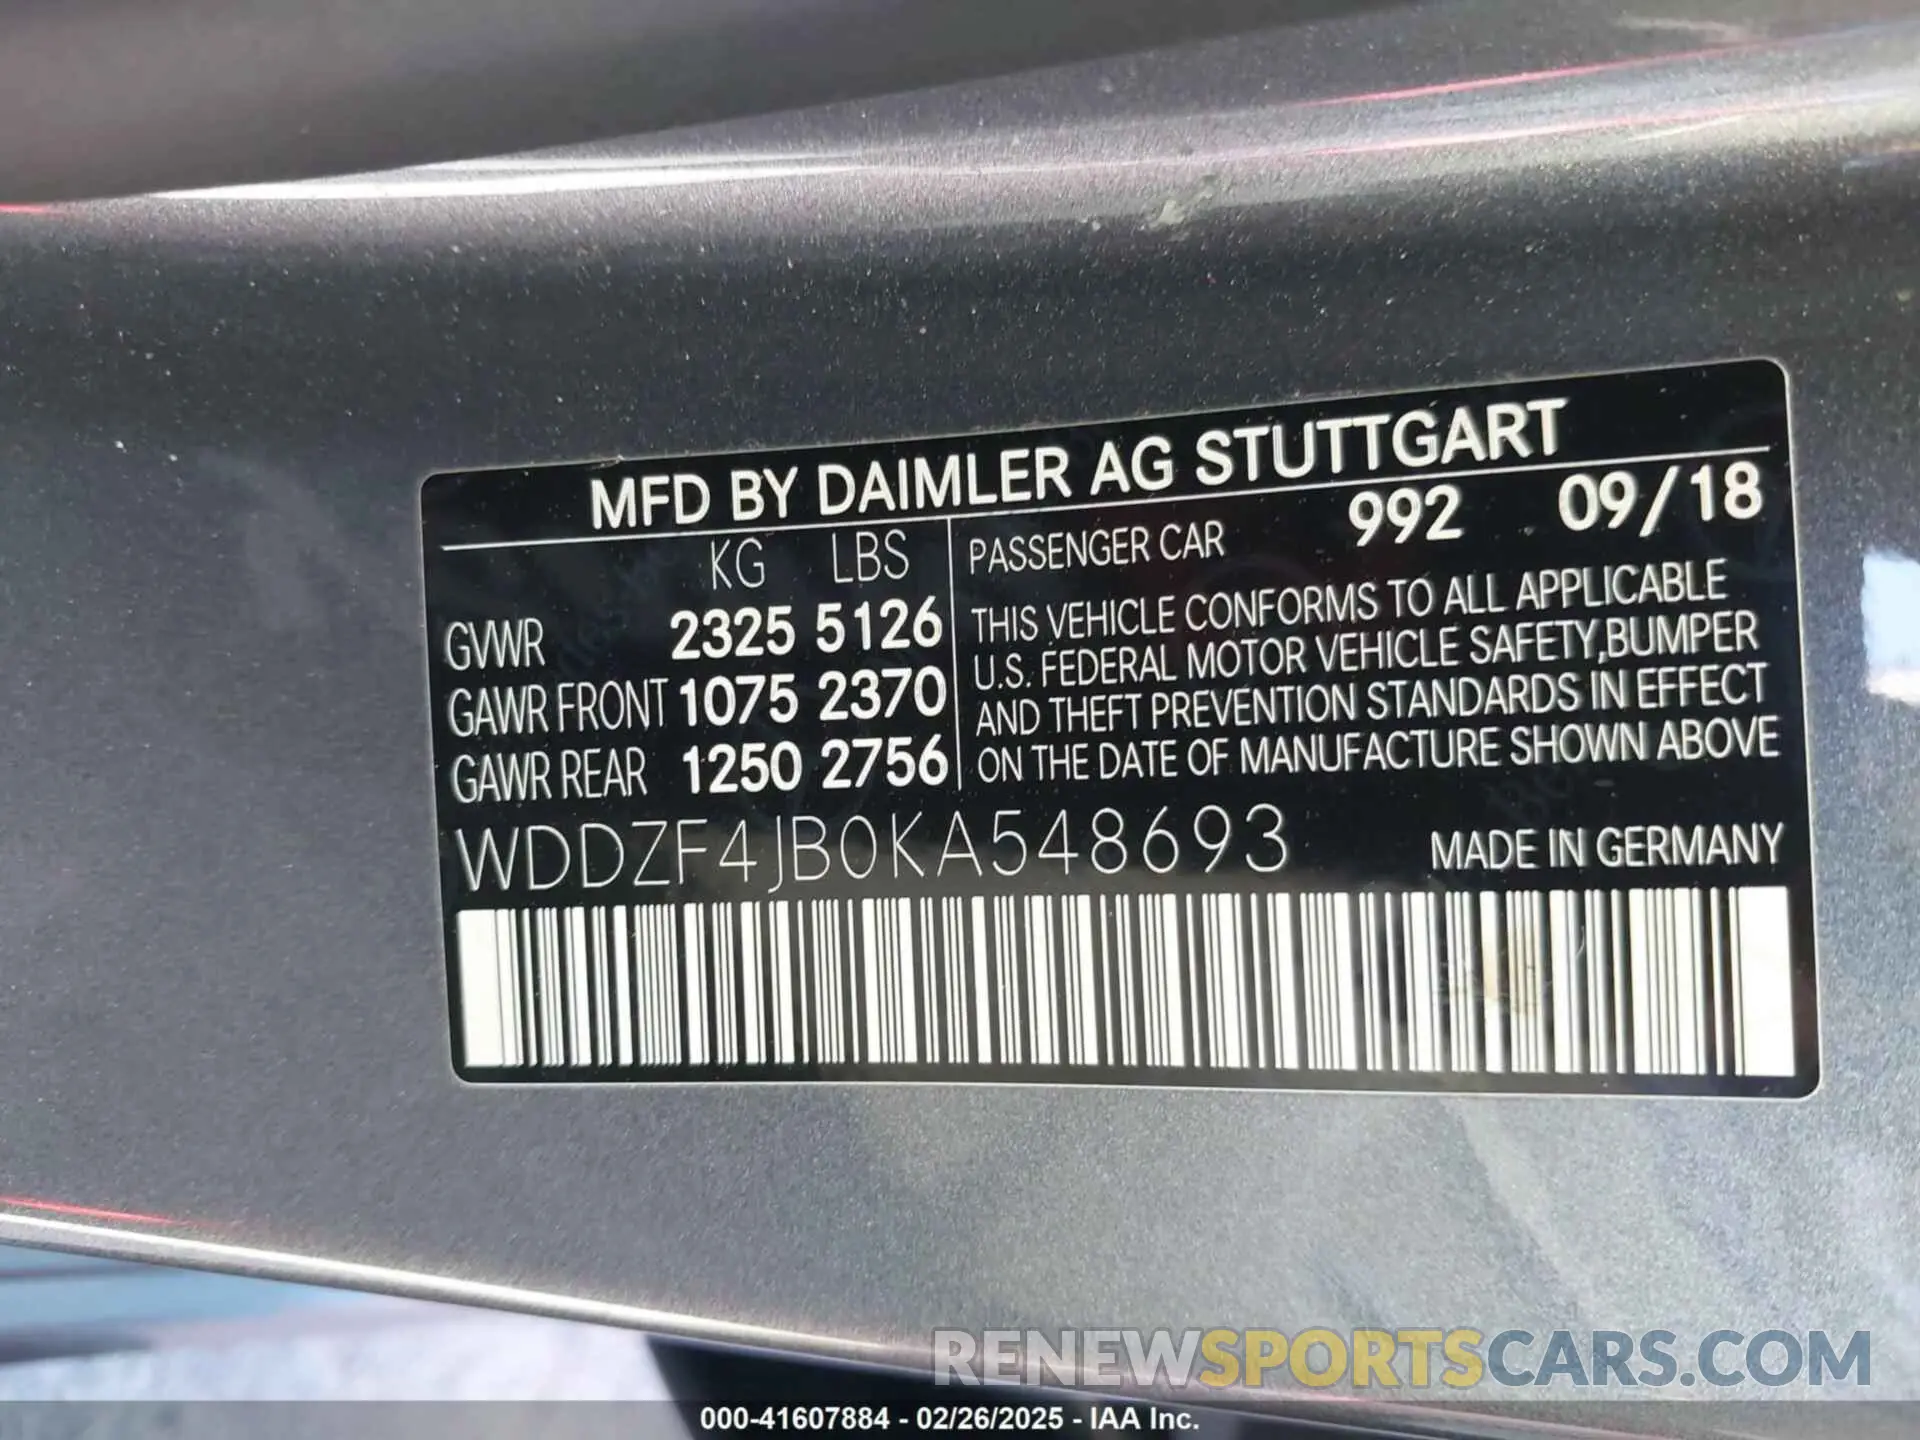 MFD BY DAIMLER AG STUTTGART
KG LBS
GVWR 2325 5126
GAWR FRONT 1075 2370
GAWR REAR 1250 2756
PASSENGER CAR 992 09/18
THIS VEHICLE CONFORMS TO ALL APPLICABLE
U.S. FEDERAL MOTOR VEHICLE SAFETY,BUMPER
AND THEFT PREVENTION STANDARDS IN EFFECT
ON THE DATE OF MANUFACTURE SHOWN ABOVE
WDDZF4JB0KA548693 MADE IN GERMANY
RENEWSPORTSCARS.COM
000-41607884 - 02/26/2025 - IAA Inc.